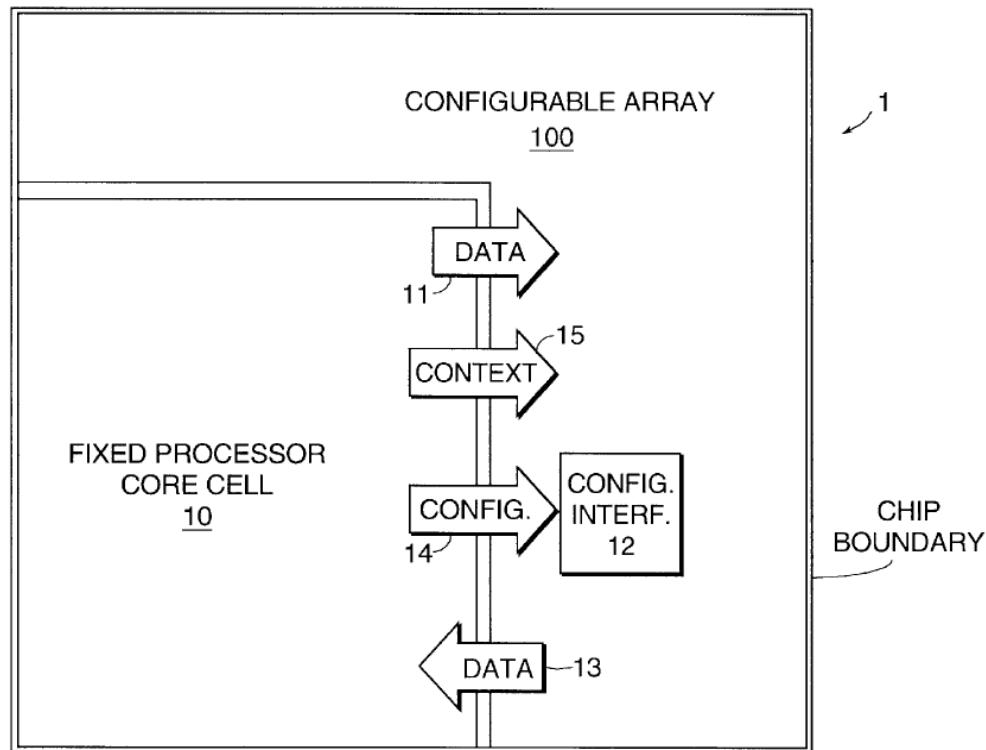 CONFIGURABLE ARRAY
100
1
DATA
11
15
CONTEXT
FIXED PROCESSOR
CORE CELL
10
CONFIG.
14
CONFIG.
INTERF.
12
CHIP
BOUNDARY
DATA
13